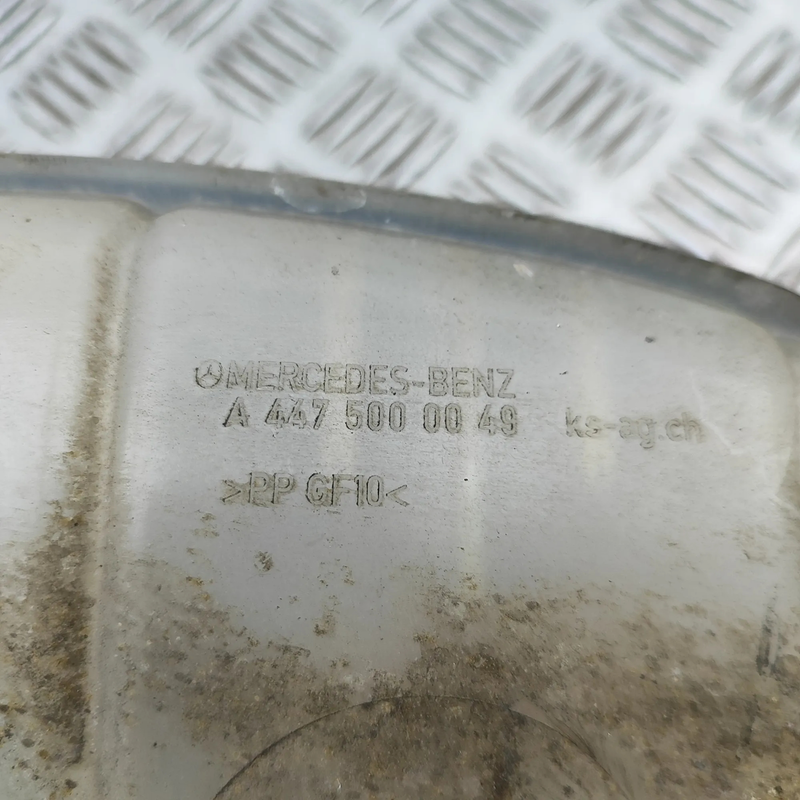 MERCEDES-BENZ
A 447 500 00 49 ks-ag.ch
>PP GF10<